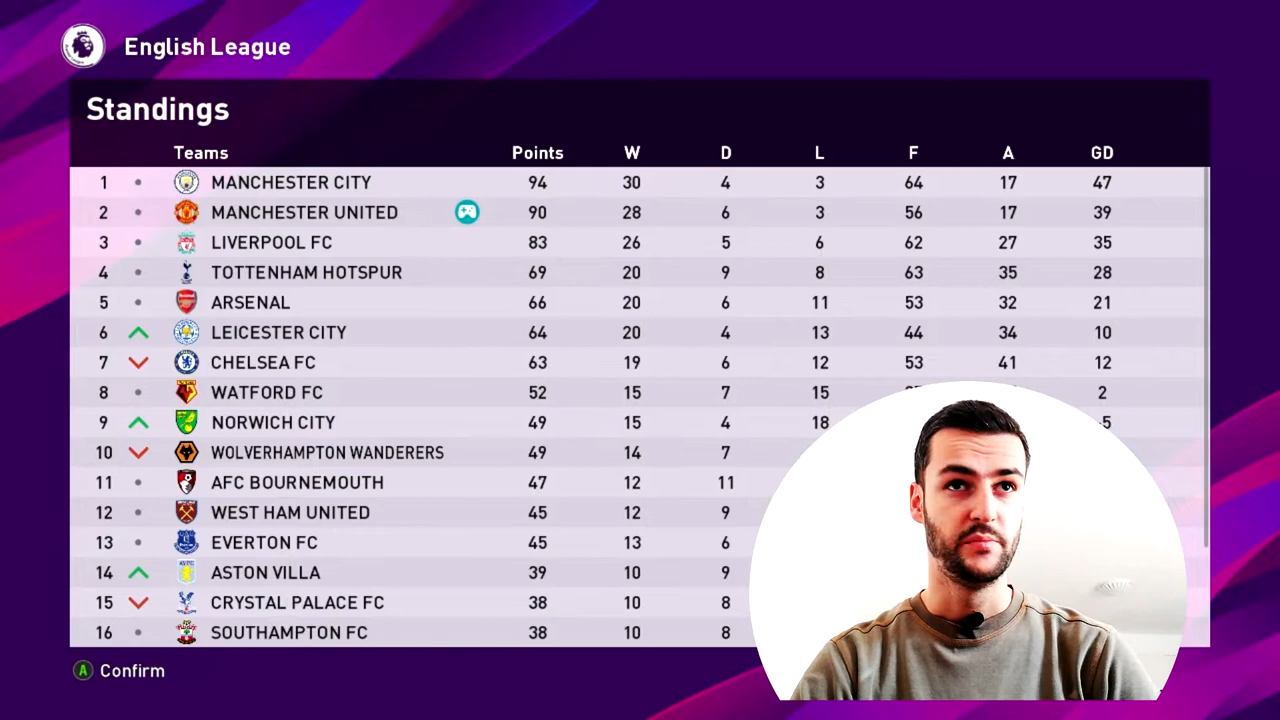 English League
Standings
Teams Points W D L F A GD
1 MANCHESTER CITY 94 30 4 3 64 17 47
2 MANCHESTER UNITED 90 28 6 3 56 17 39
3 LIVERPOOL FC 83 26 5 6 62 27 35
4 TOTTENHAM HOTSPUR 69 20 9 8 63 35 28
5 ARSENAL 66 20 6 11 53 32 21
6 LEICESTER CITY 64 20 4 13 44 34 10
7 CHELSEA FC 63 19 6 12 53 41 12
8 WATFORD FC 52 15 7 15 2
9 NORWICH CITY 49 15 4 18
10 WOLVERHAMPTON WANDERERS 49 14 7
11 AFC BOURNEMOUTH 47 12 11
12 WEST HAM UNITED 45 12 9
13 EVERTON FC 45 13 6
14 ASTON VILLA 39 10 9
15 CRYSTAL PALACE FC 38 10 8
16 SOUTHAMPTON FC 38 10 8
A Confirm